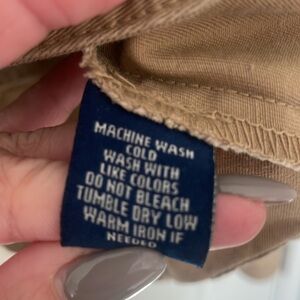 MACHINE WASH
COLD
WASH WITH
LIKE COLORS
DO NOT BLEACH
TUMBLE DRY LOW
WARM IRON IF
NEEDED